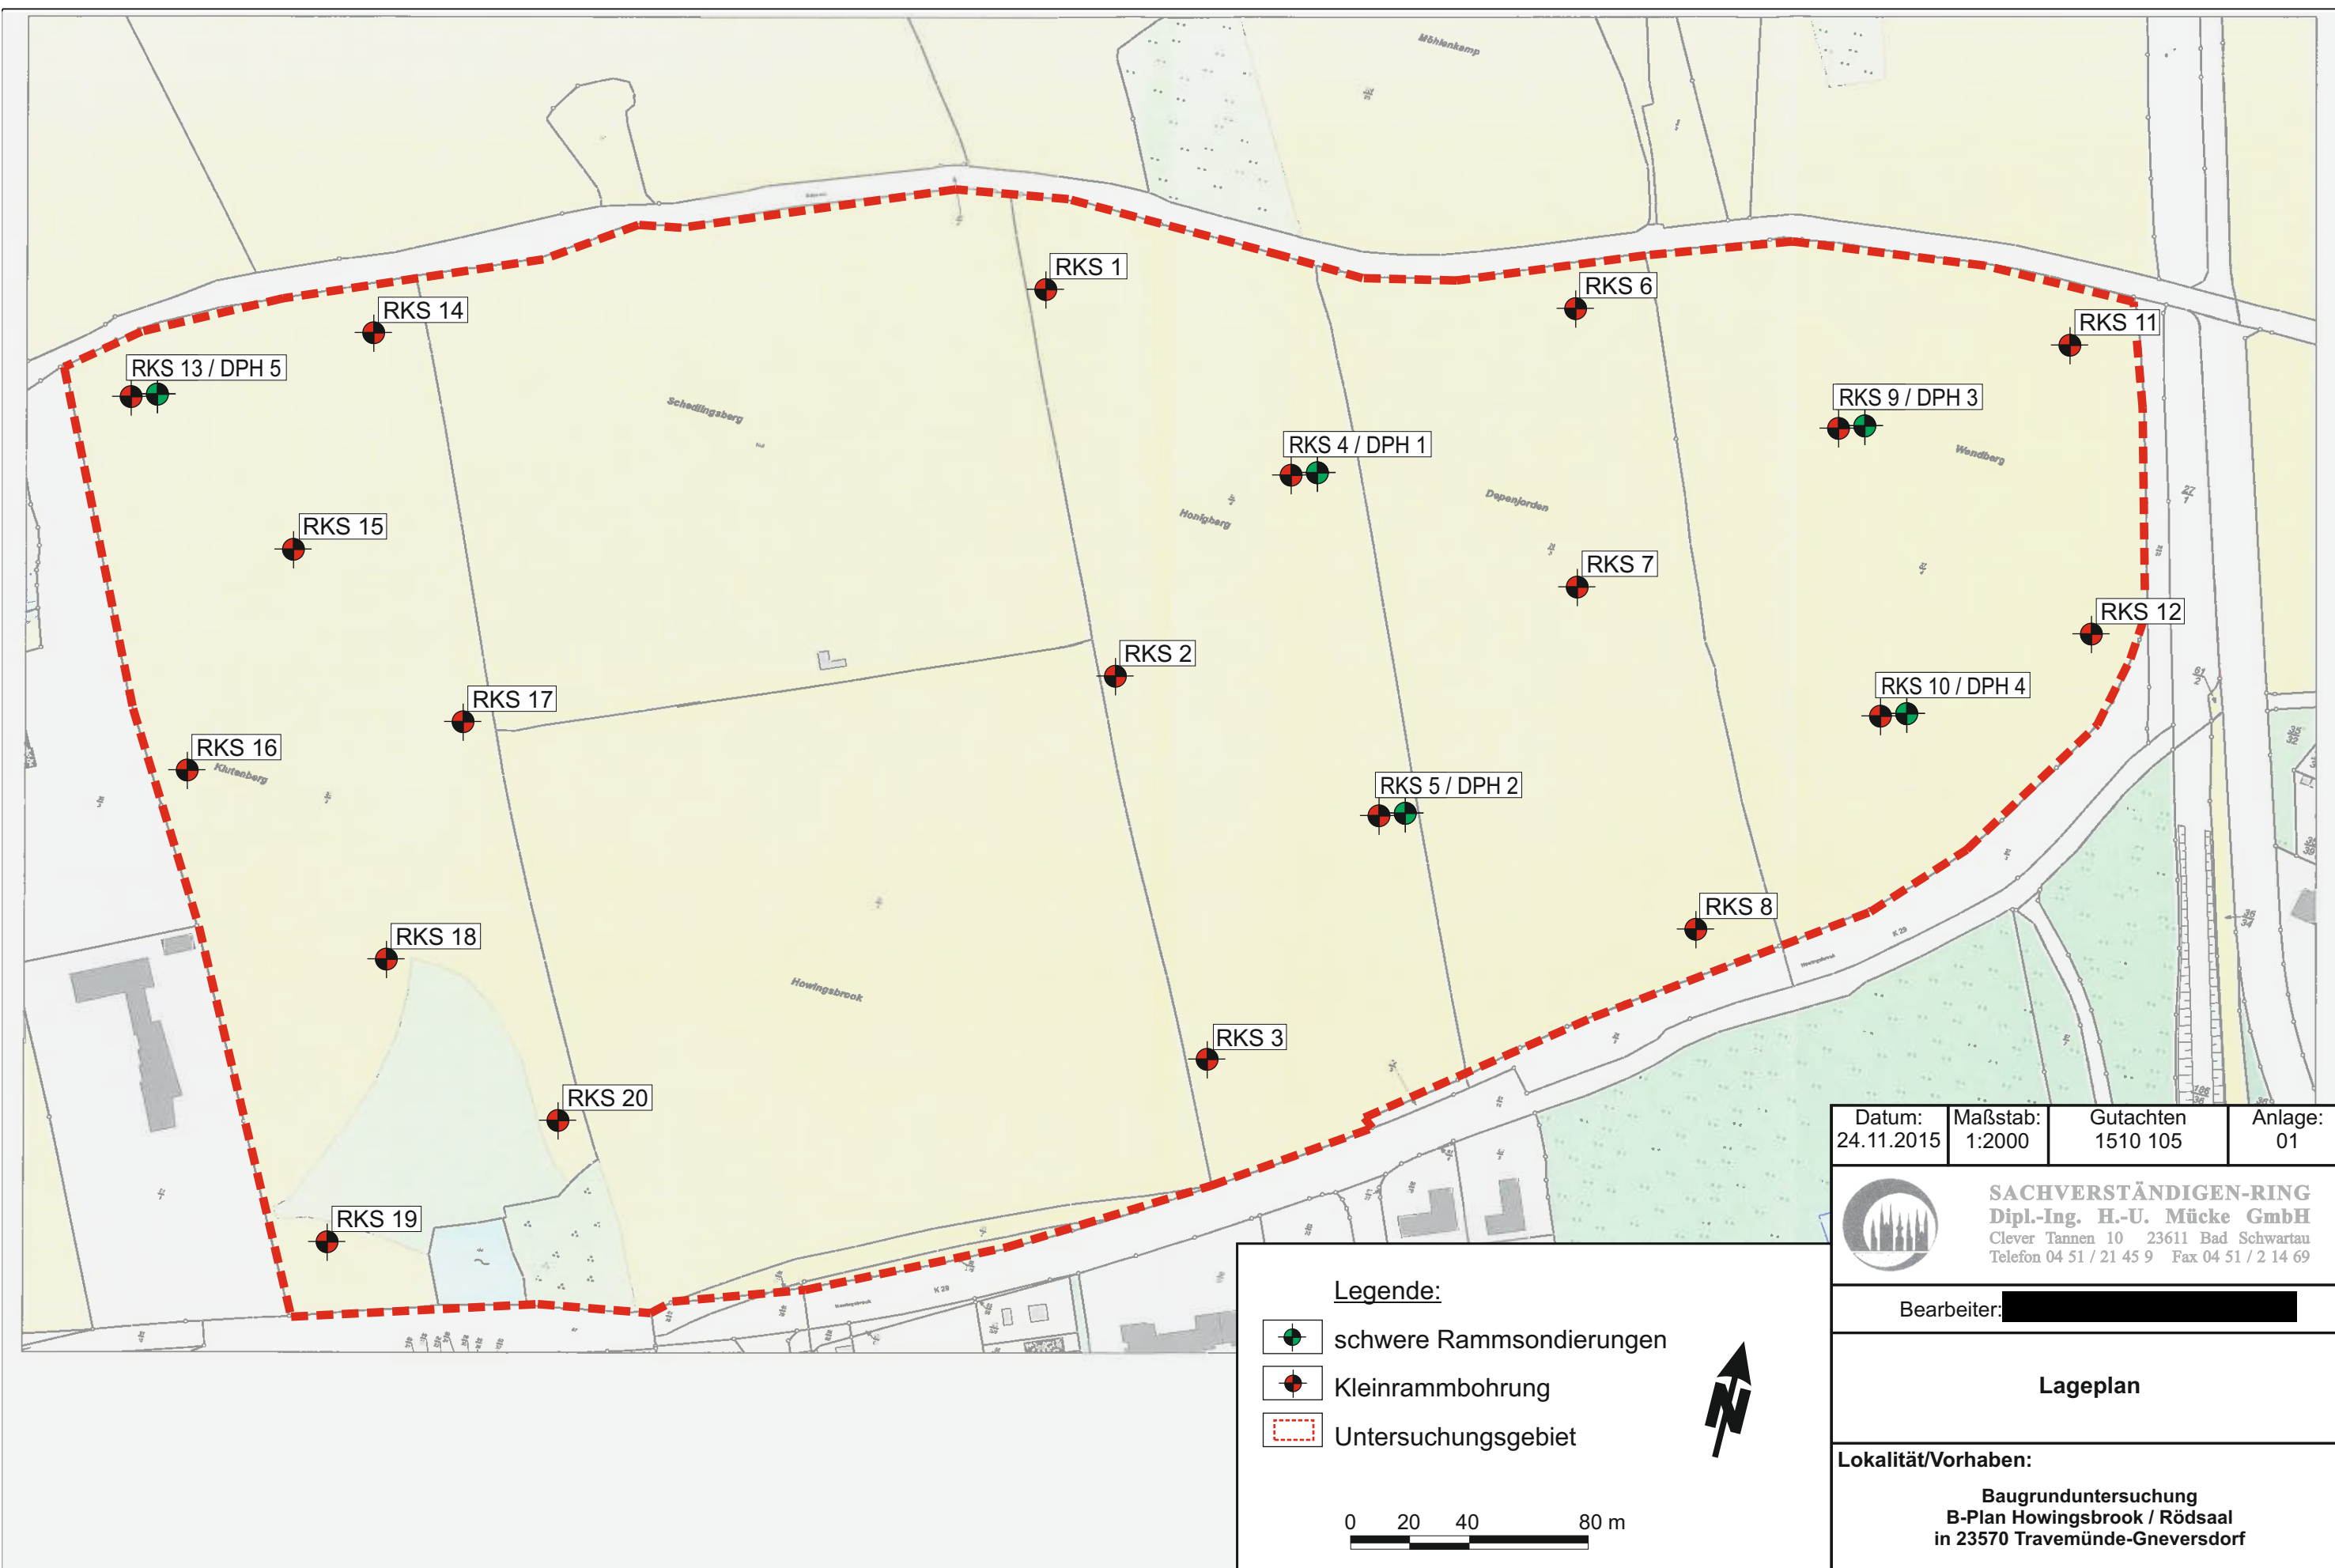 Möhlenkamp
RKS 1
RKS 6
RKS 14
RKS 11
RKS 13 / DPH 5
RKS 9 / DPH 3
Schedlingsberg
RKS 4 / DPH 1
Wendberg
Depenjorden
Honigberg
27
1
RKS 15
RKS 7
RKS 12
RKS 2
RKS 10 / DPH 4
RKS 17
RKS 16
Klutenberg
RKS 5 / DPH 2
RKS 8
K 29
Howingsbrook
RKS 18
Howingsbrook
RKS 3
RKS 20
RKS 19
K 29
Howingsbrook
Datum:
24.11.2015
Maßstab:
1:2000
Gutachten
1510 105
Anlage:
01
SACHVERSTÄNDIGEN-RING
Dipl.-Ing. H.-U. Mücke GmbH
Clever Tannen 10 23611 Bad Schwartau
Telefon 04 51 / 21 45 9 Fax 04 51 / 2 14 69
Bearbeiter:
Lageplan
Lokalität/Vorhaben:
Baugrunduntersuchung
B-Plan Howingsbrook / Rödsaal
in 23570 Travemünde-Gneversdorf
Legende:
schwere Rammsondierungen
Kleinrammbohrung
Untersuchungsgebiet
N
0 20 40 80 m